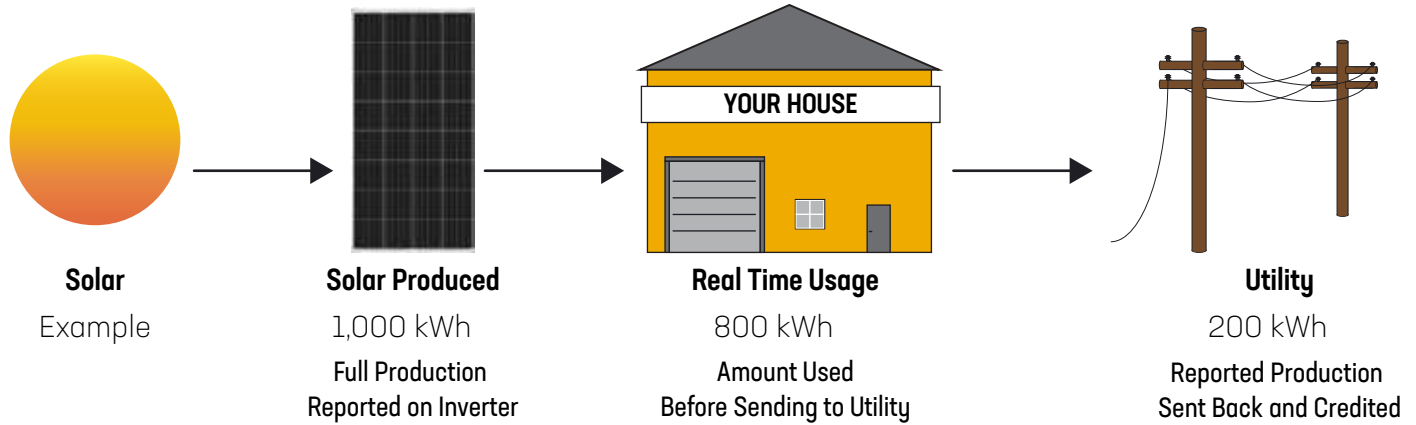 YOUR HOUSE
Solar
Example
Solar Produced
1,000 kWh
Full Production
Reported on Inverter
Real Time Usage
800 kWh
Amount Used
Before Sending to Utility
Utility
200 kWh
Reported Production
Sent Back and Credited